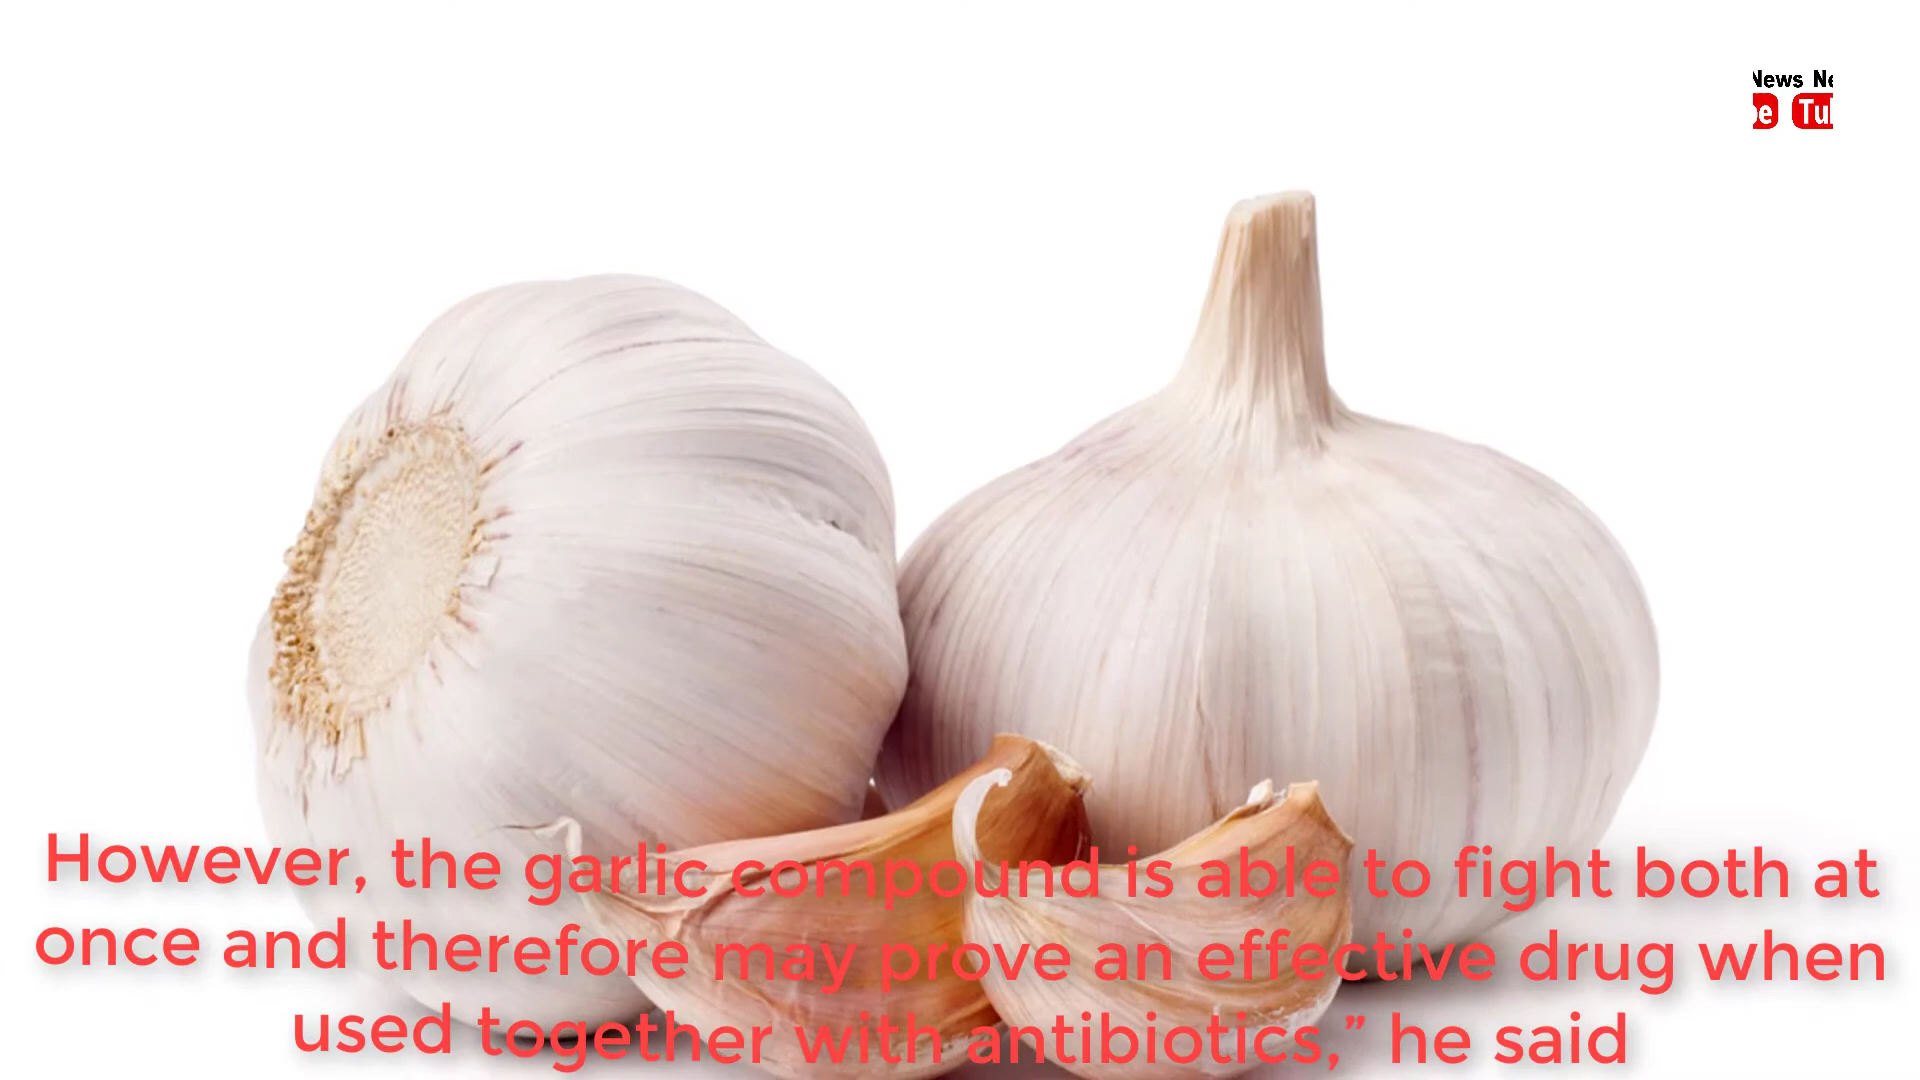 News Ne
be Tu
However, the garlic compound is able to fight both at
once and therefore may prove an effective drug when
used together with antibiotics,” he said